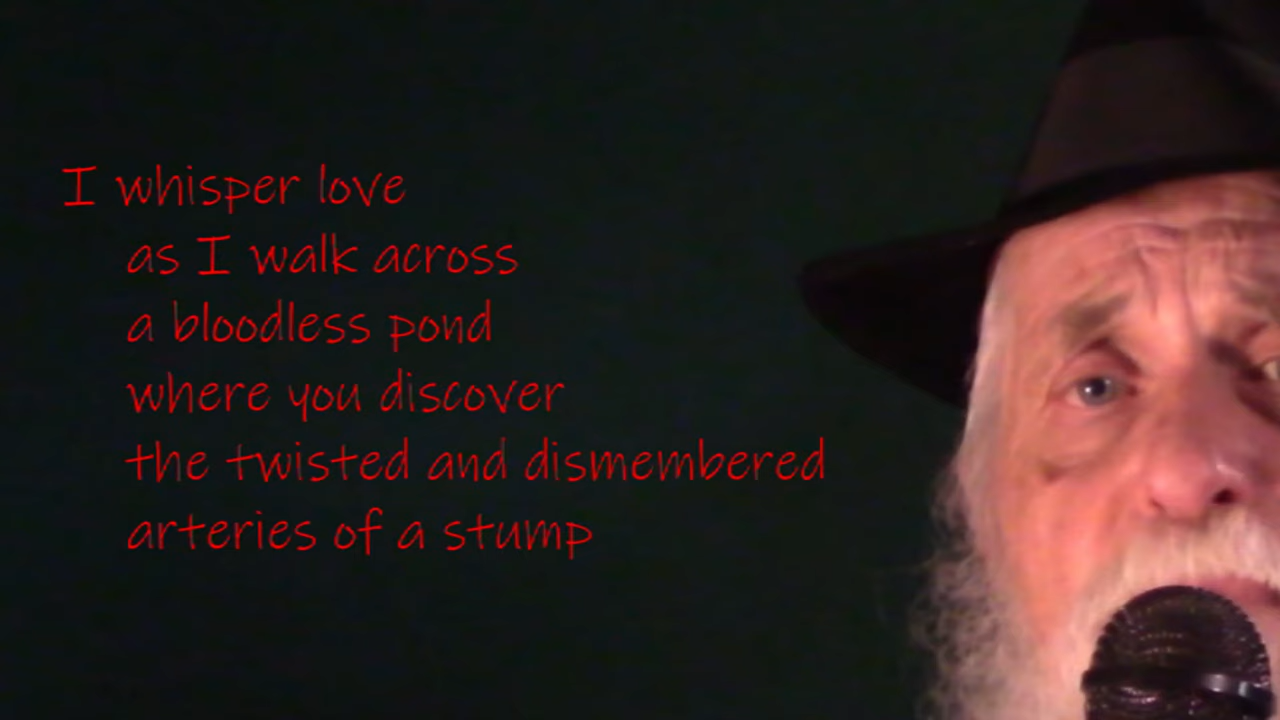 I whisper love
as I walk across
a bloodless pond
where you discover
the twisted and dismembered
arteries of a stump